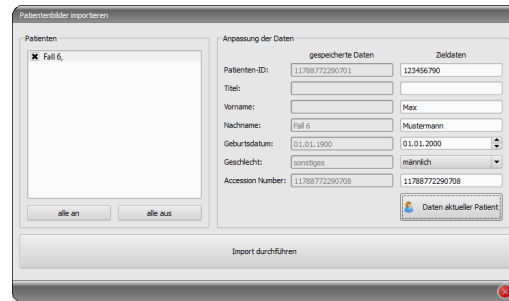 Patientenbilder importieren
Patienten
Fall 6,
alle an
alle aus
Anpassung der Daten
gespeicherte Daten
Zieldaten
Patienten-ID:
11788772290701
123456790
Titel:
Vorname:
Max
Nachname:
Fall 6
Mustermann
Geburtsdatum:
01.01.1900
01.01.2000
Geschlecht:
sonstiges
männlich
Accession Number:
11788772290708
11788772290708
Daten aktueller Patient
Import durchführen